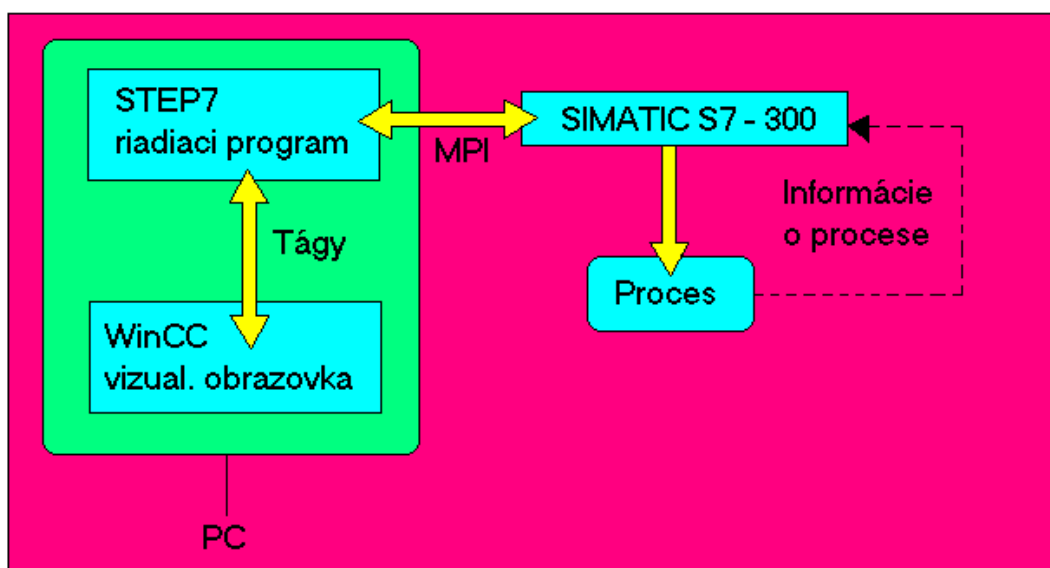 STEP7
riadiaci program
MPI
SIMATIC S7 - 300
Informácie
o procese
Tágy
Proces
WinCC
vizual. obrazovka
PC